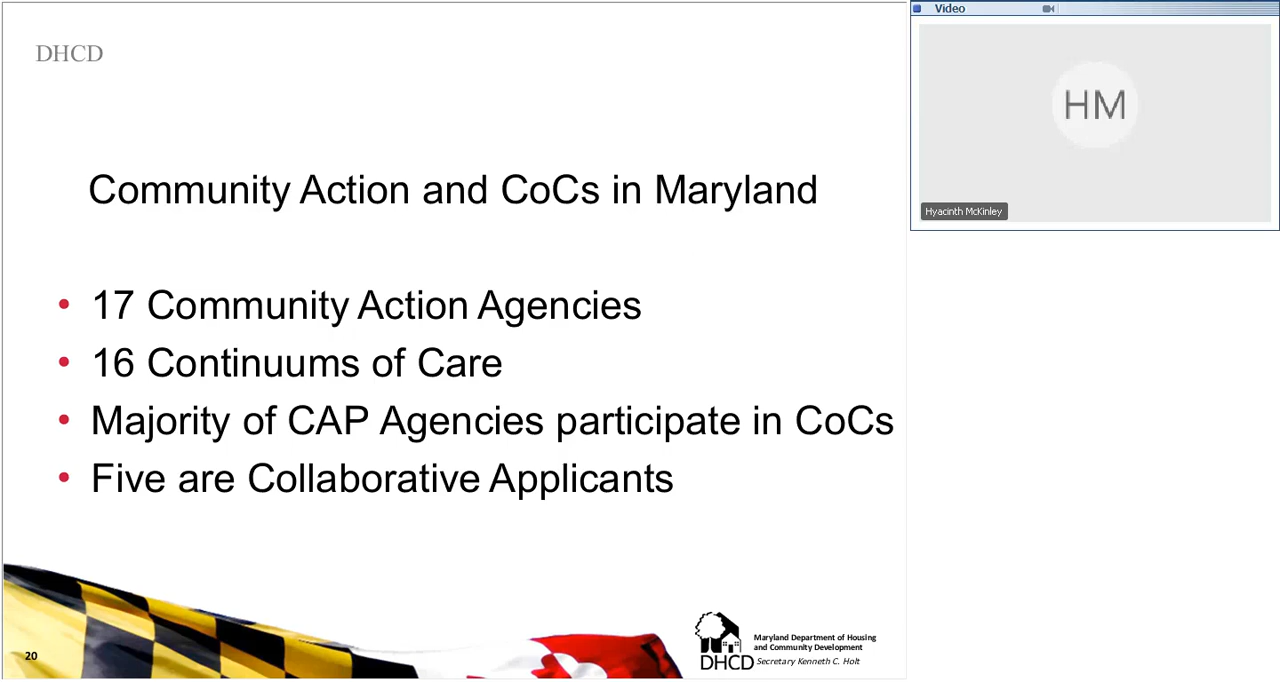 DHCD
Community Action and CoCs in Maryland
• 17 Community Action Agencies
• 16 Continuums of Care
• Majority of CAP Agencies participate in CoCs
• Five are Collaborative Applicants
20
DHCD
Maryland Department of Housing
and Community Development
Secretary Kenneth C. Holt
Video
HM
Hyacinth McKinley